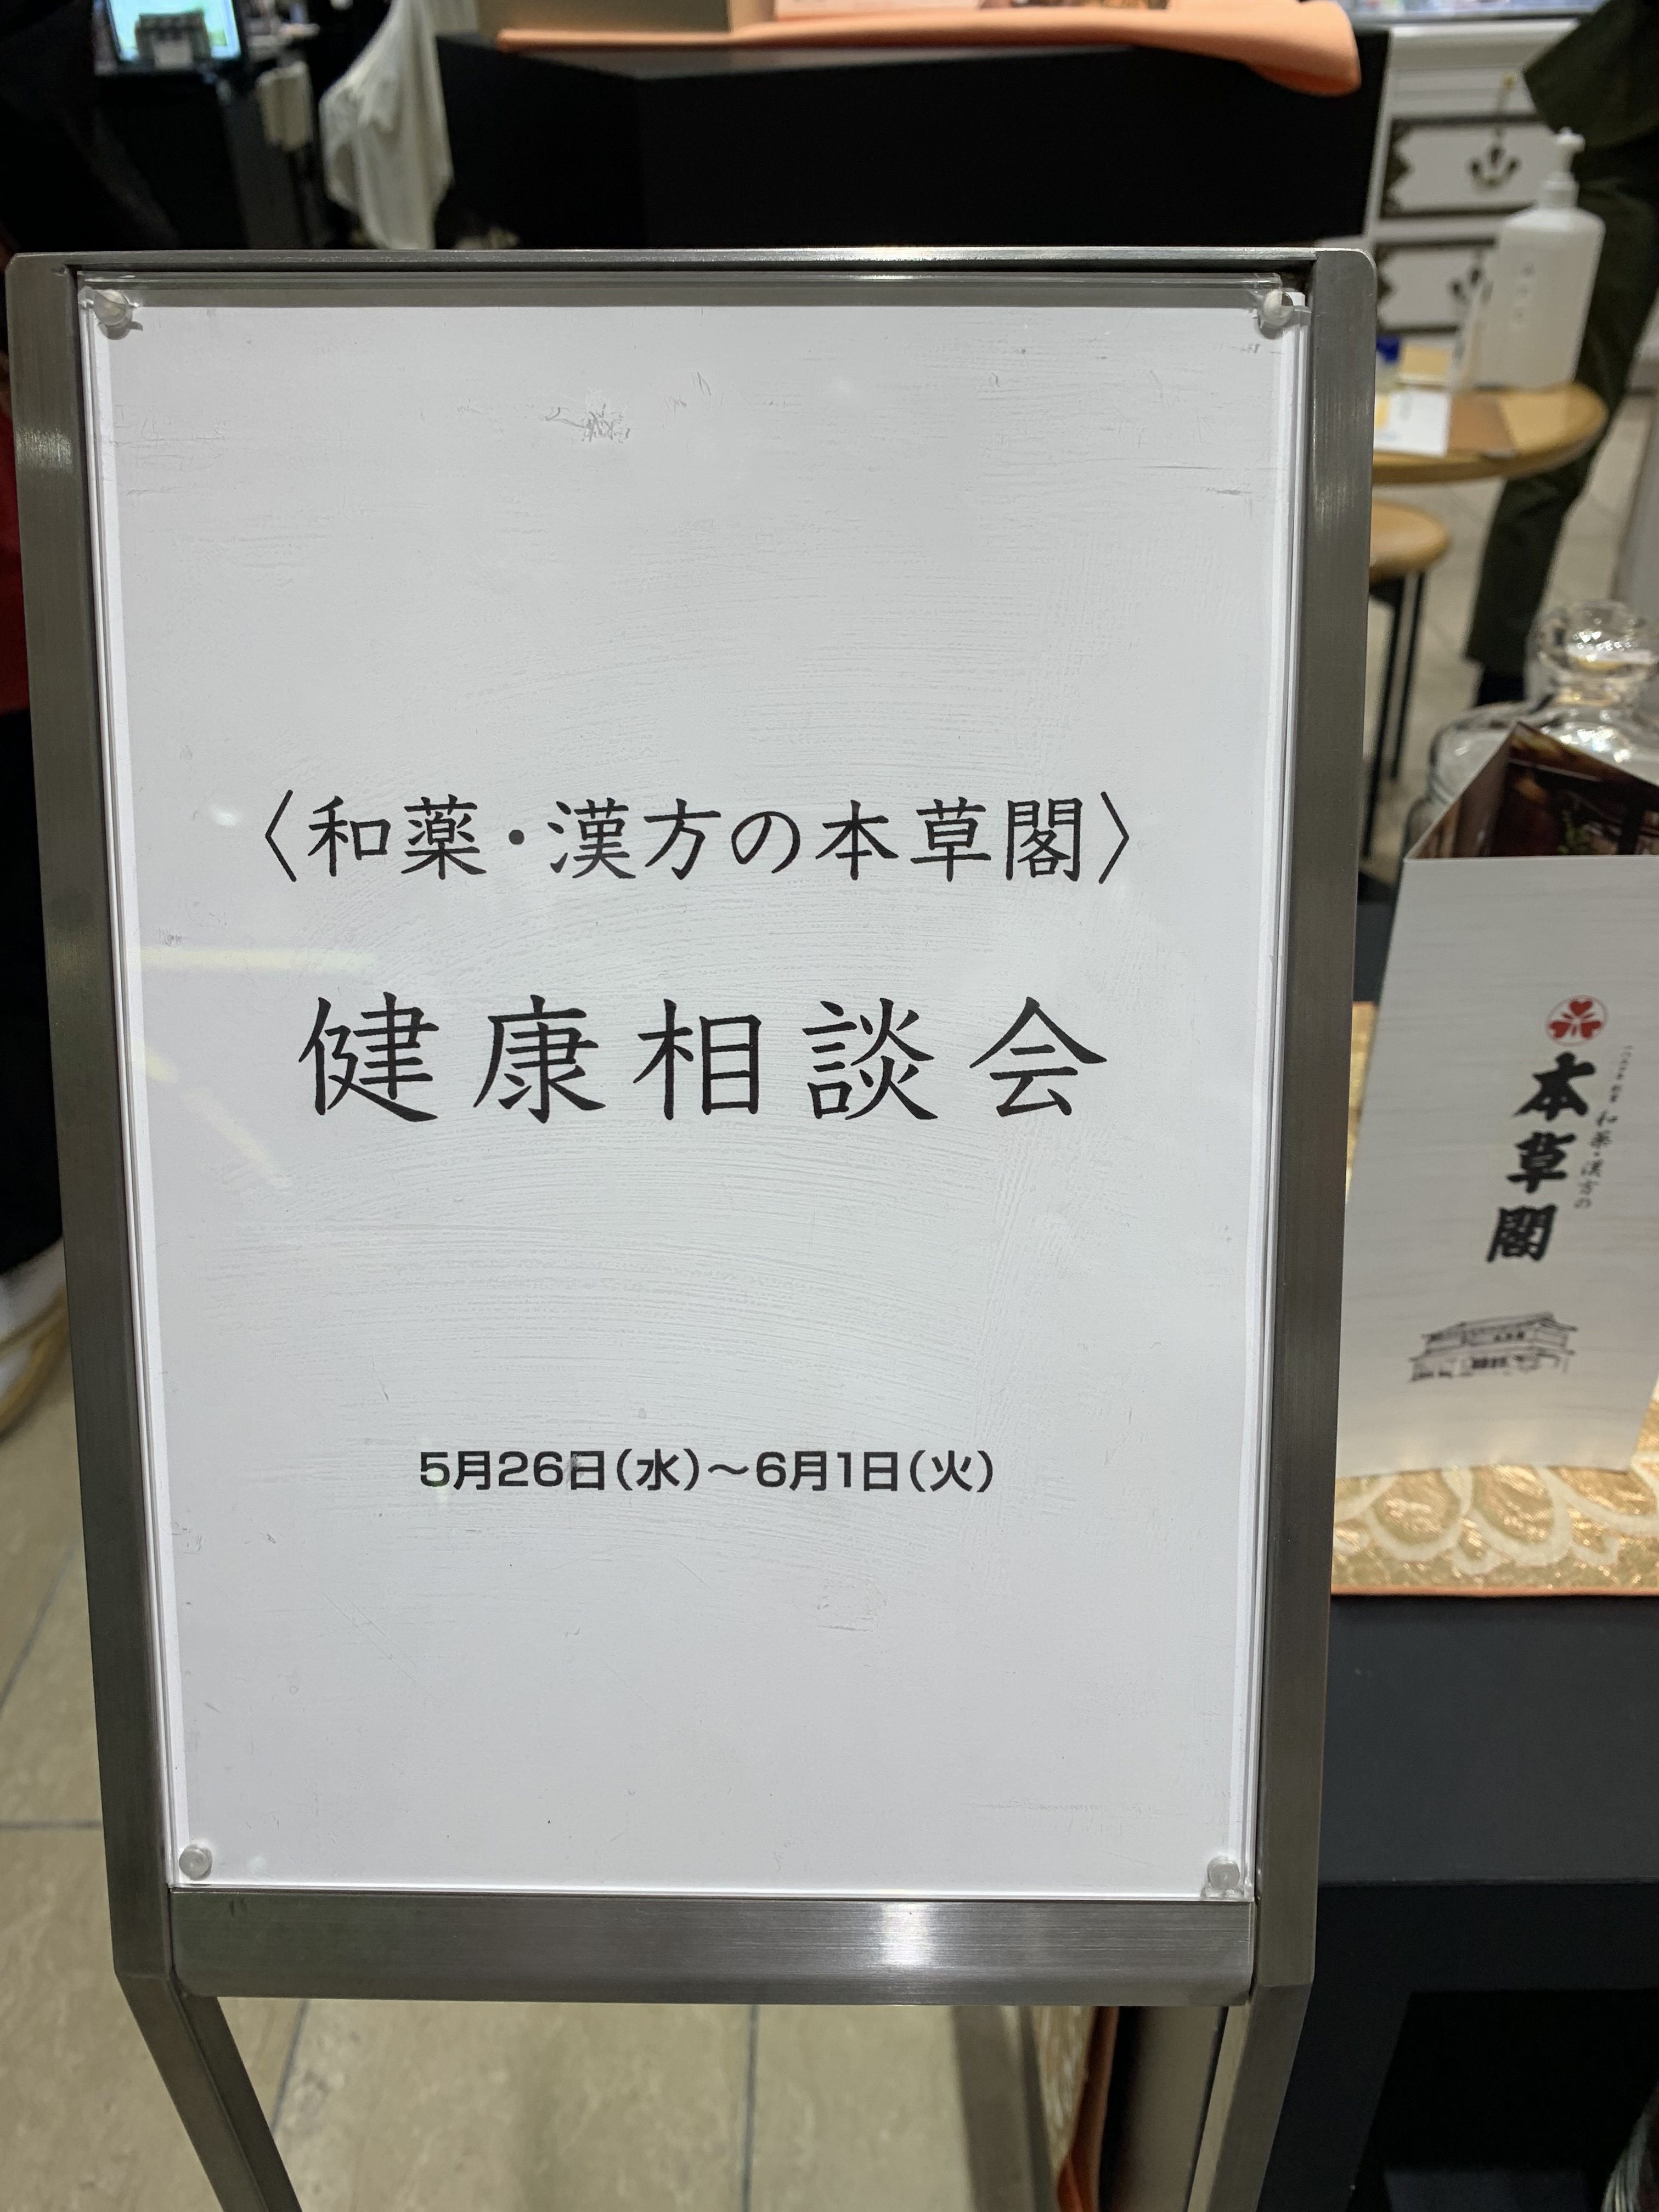 〈和薬・漢方の本草閣〉
健康相談会
5月26日(水)～6月1日(火)
和薬・漢方の
本草閣